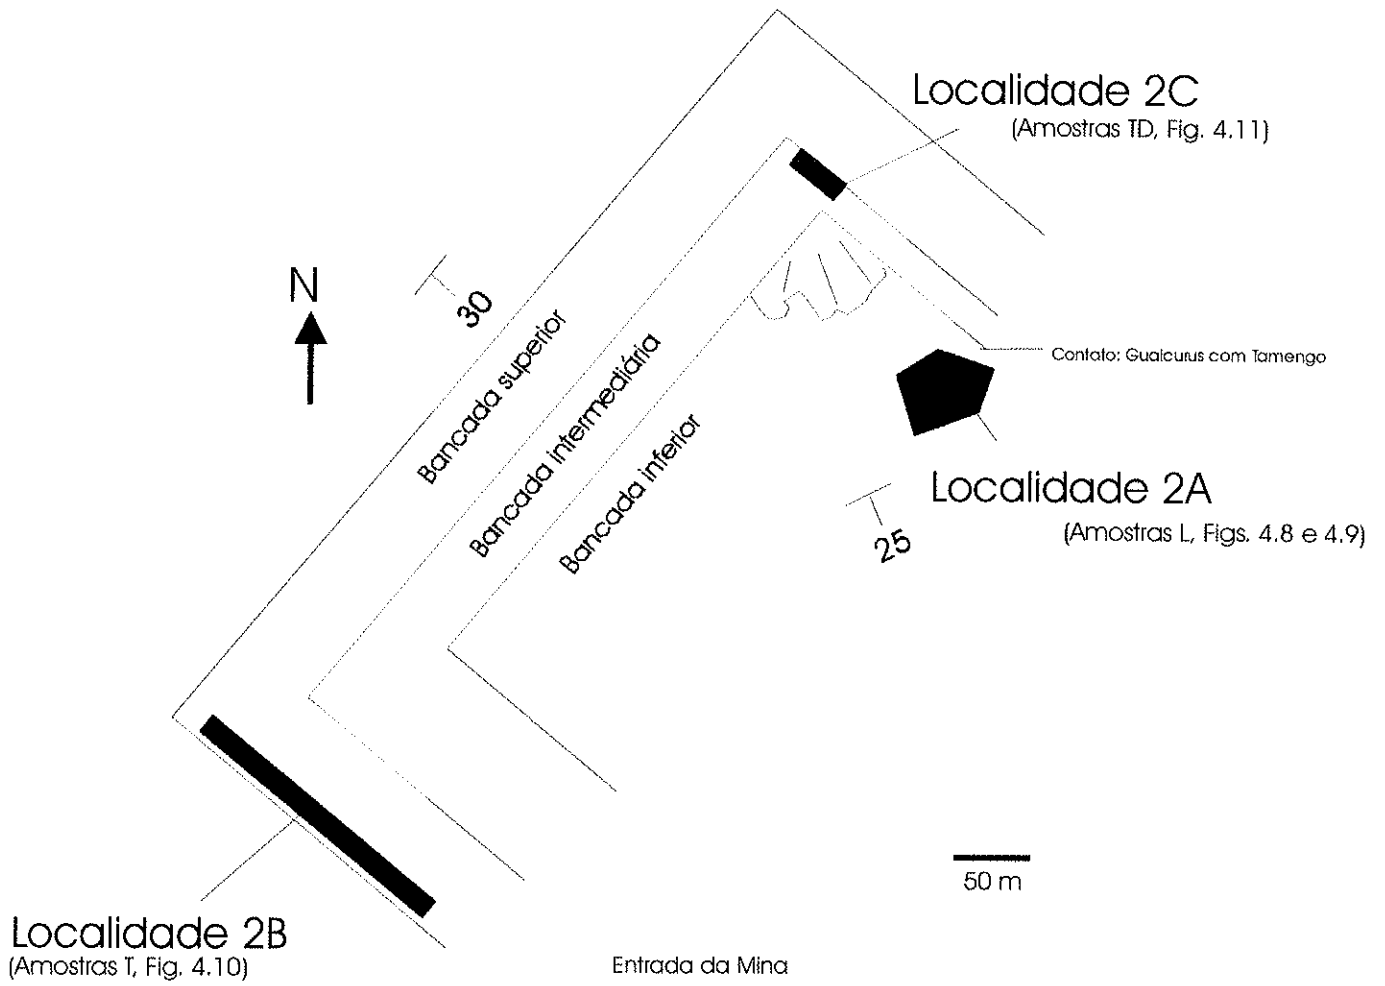 Localidade 2C
(Amostras TD, Fig. 4.11)
N
30
Bancada superior
Bancada intermediária
Bancada inferior
Contato: Guaicurus com Tamengo
Localidade 2A
(Amostras L, Figs. 4.8 e 4.9)
25
50 m
Localidade 2B
(Amostras T, Fig. 4.10)
Entrada da Mina